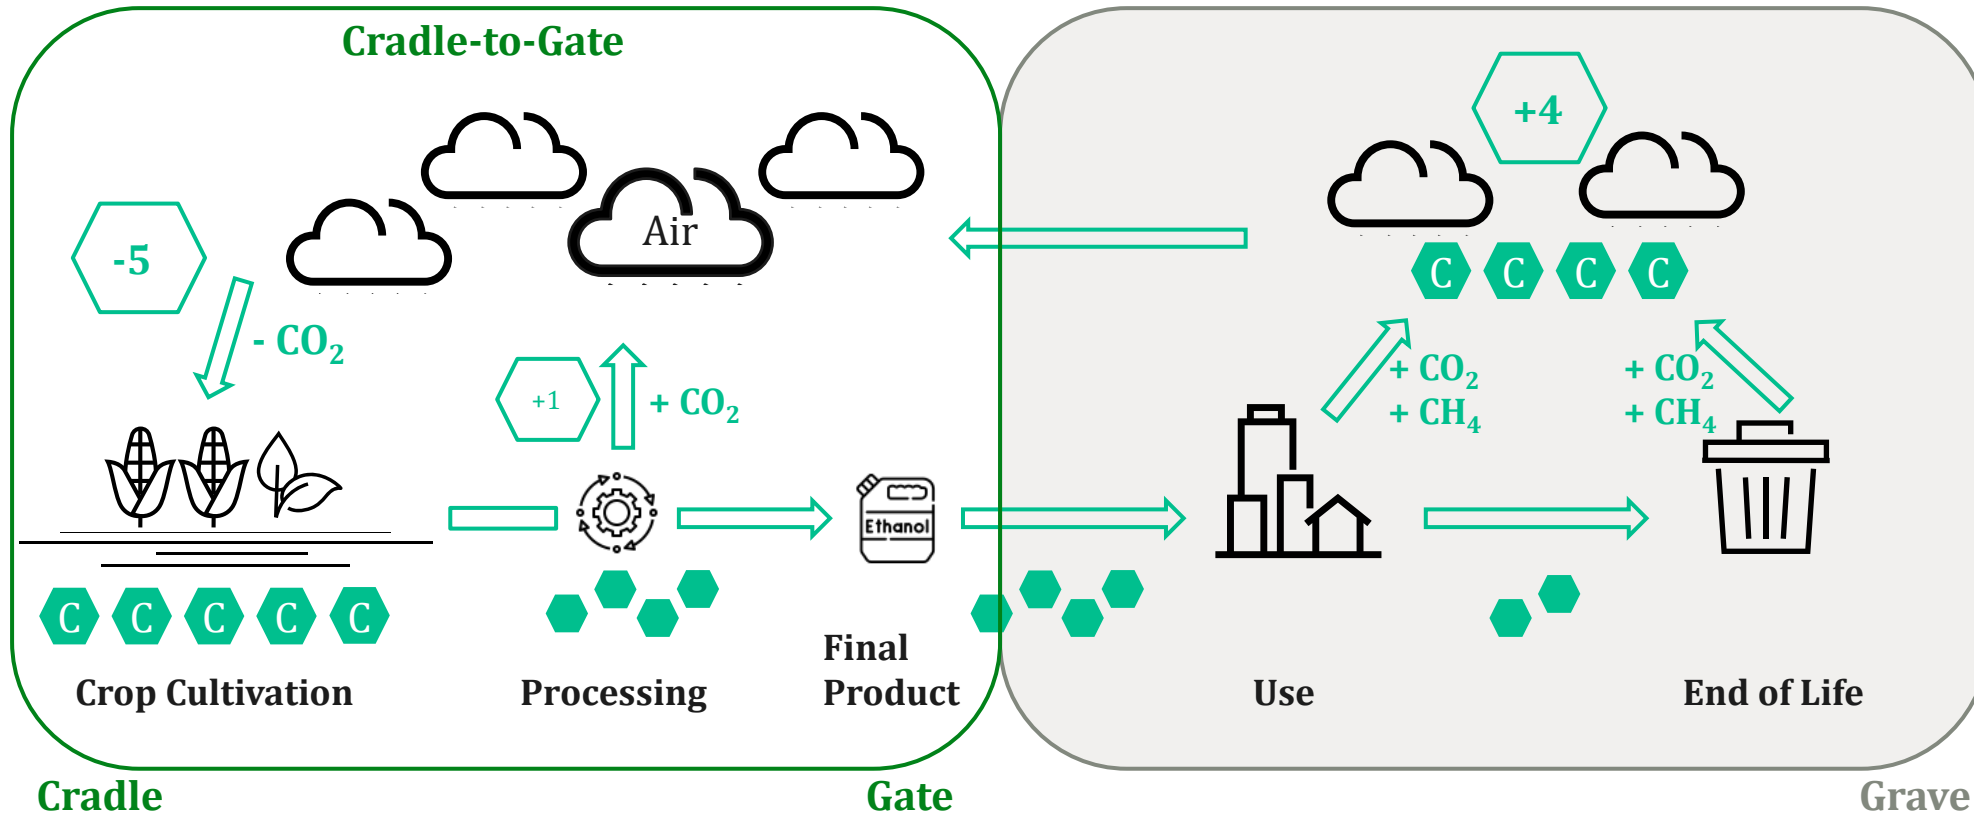 Cradle-to-Gate
+4
Air
-5
C C C C
- CO₂
+ CO₂
+ CH₄
+ CO₂
+ CH₄
+1
+ CO₂
Ethanol
C C C C C
Final
Product
Crop Cultivation
Processing
Use
End of Life
Cradle
Gate
Grave